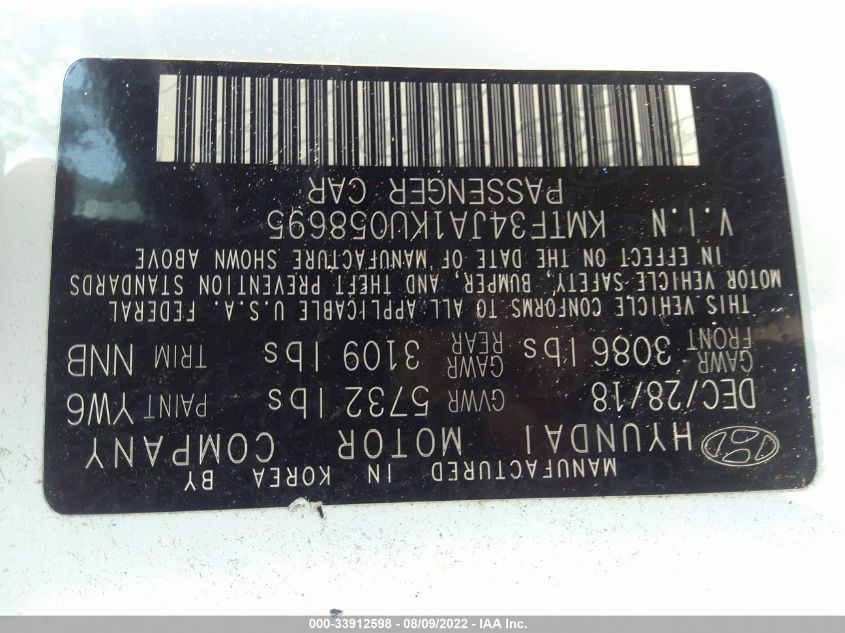 MANUFACTURED IN KOREA BY
HYUNDAI MOTOR COMPANY
DEC/28/18 GVWR 5732 lbs PAINT YW6
GAWR FRONT 3086 lbs GAWR REAR 3109 lbs TRIM NNB
THIS VEHICLE CONFORMS TO ALL APPLICABLE U.S.A. FEDERAL
MOTOR VEHICLE SAFETY, BUMPER, AND THEFT PREVENTION STANDARDS
IN EFFECT ON THE DATE OF MANUFACTURE SHOWN ABOVE
V.I.N KMTF34JA1KU058695
PASSENGER CAR
000-33912598 - 08/09/2022 - IAA Inc.